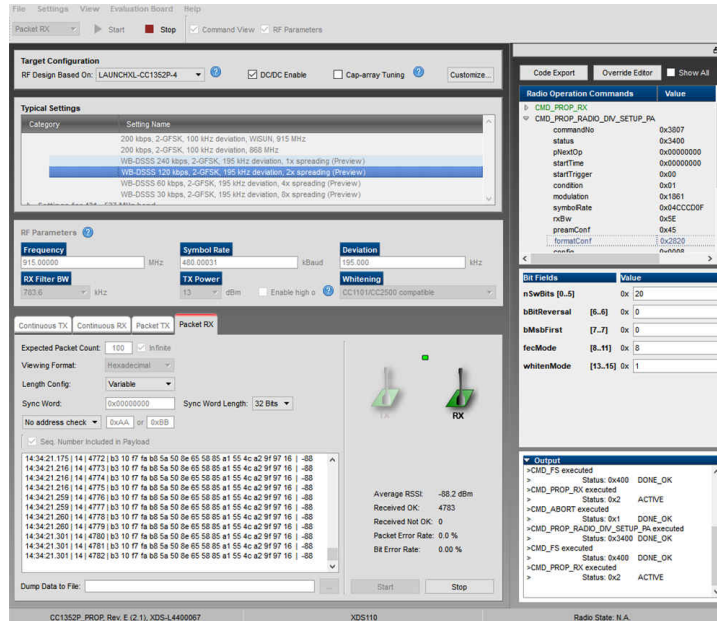 File Settings View Evaluation Board Help
Packet RX Start Stop Command View RF Parameters
Target Configuration
RF Design Based On: LAUNCHXL-CC1352P-4 DC/DC Enable Cap-array Tuning Customize...
Typical Settings
Category Setting Name
200 kbps, 2-GFSK, 100 kHz deviation, WISUN, 915 MHz
200 kbps, 2-GFSK, 100 kHz deviation, 868 MHz
WB-DSSS 240 kbps, 2-GFSK, 195 kHz deviation, 1x spreading (Preview)
WB-DSSS 120 kbps, 2-GFSK, 195 kHz deviation, 2x spreading (Preview)
WB-DSSS 60 kbps, 2-GFSK, 195 kHz deviation, 4x spreading (Preview)
WB-DSSS 30 kbps, 2-GFSK, 195 kHz deviation, 8x spreading (Preview)
RF Parameters
Frequency Symbol Rate Deviation
915.00000 MHz 480.00031 kBaud 195.000 kHz
RX Filter BW TX Power Whitening
783.6 kHz 13 dBm Enable high o CC1101/CC2500 compatible
Continuous TX Continuous RX Packet TX Packet RX
Expected Packet Count: 100 Infinite
Viewing Format: Hexadecimal
Length Config: Variable
Sync Word: 0x00000000 Sync Word Length: 32 Bits
No address check 0xAA or 0xBB
Seq. Number Included in Payload
14:34:21.175 | 14 | 4772 | b3 10 f7 fa b8 5a 50 8e 65 58 85 a1 55 4c a2 9f 97 16 | -88
14:34:21.216 | 14 | 4773 | b3 10 f7 fa b8 5a 50 8e 65 58 85 a1 55 4c a2 9f 97 16 | -88
14:34:21.216 | 14 | 4774 | b3 10 f7 fa b8 5a 50 8e 65 58 85 a1 55 4c a2 9f 97 16 | -88
14:34:21.216 | 14 | 4775 | b3 10 f7 fa b8 5a 50 8e 65 58 85 a1 55 4c a2 9f 97 16 | -88
14:34:21.259 | 14 | 4776 | b3 10 f7 fa b8 5a 50 8e 65 58 85 a1 55 4c a2 9f 97 16 | -88
14:34:21.259 | 14 | 4777 | b3 10 f7 fa b8 5a 50 8e 65 58 85 a1 55 4c a2 9f 97 16 | -88
14:34:21.260 | 14 | 4778 | b3 10 f7 fa b8 5a 50 8e 65 58 85 a1 55 4c a2 9f 97 16 | -88
14:34:21.260 | 14 | 4779 | b3 10 f7 fa b8 5a 50 8e 65 58 85 a1 55 4c a2 9f 97 16 | -88
14:34:21.301 | 14 | 4780 | b3 10 f7 fa b8 5a 50 8e 65 58 85 a1 55 4c a2 9f 97 16 | -88
14:34:21.301 | 14 | 4781 | b3 10 f7 fa b8 5a 50 8e 65 58 85 a1 55 4c a2 9f 97 16 | -88
14:34:21.301 | 14 | 4782 | b3 10 f7 fa b8 5a 50 8e 65 58 85 a1 55 4c a2 9f 97 16 | -88
Dump Data to File: ...
TX RX
Average RSSI: -88.2 dBm
Received OK: 4783
Received Not OK: 0
Packet Error Rate: 0.0 %
Bit Error Rate: 0.00 %
Start Stop
Code Export Override Editor Show All
Radio Operation Commands Value
CMD_PROP_RX
CMD_PROP_RADIO_DIV_SETUP_PA
commandNo 0x3807
status 0x3400
pNextOp 0x00000000
startTime 0x00000000
startTrigger 0x00
condition 0x01
modulation 0x1861
symbolRate 0x04CCCD0F
rxBw 0x5E
preamConf 0x45
formatConf 0x2820
config 0x0008
Bit Fields Value
nSwBits [0..5] 0x 20
bBitReversal [6..6] 0x 0
bMsbFirst [7..7] 0x 0
fecMode [8..11] 0x 8
whitenMode [13..15] 0x 1
Output
>CMD_FS executed
> Status: 0x400 DONE_OK
>CMD_PROP_RX executed
> Status: 0x2 ACTIVE
>CMD_ABORT executed
> Status: 0x1 DONE_OK
>CMD_PROP_RADIO_DIV_SETUP_PA executed
> Status: 0x3400 DONE_OK
>CMD_FS executed
> Status: 0x400 DONE_OK
>CMD_PROP_RX executed
> Status: 0x2 ACTIVE
CC1352P_PROP, Rev. E (2.1), XDS-L4400067 XDS110 Radio State: N.A.